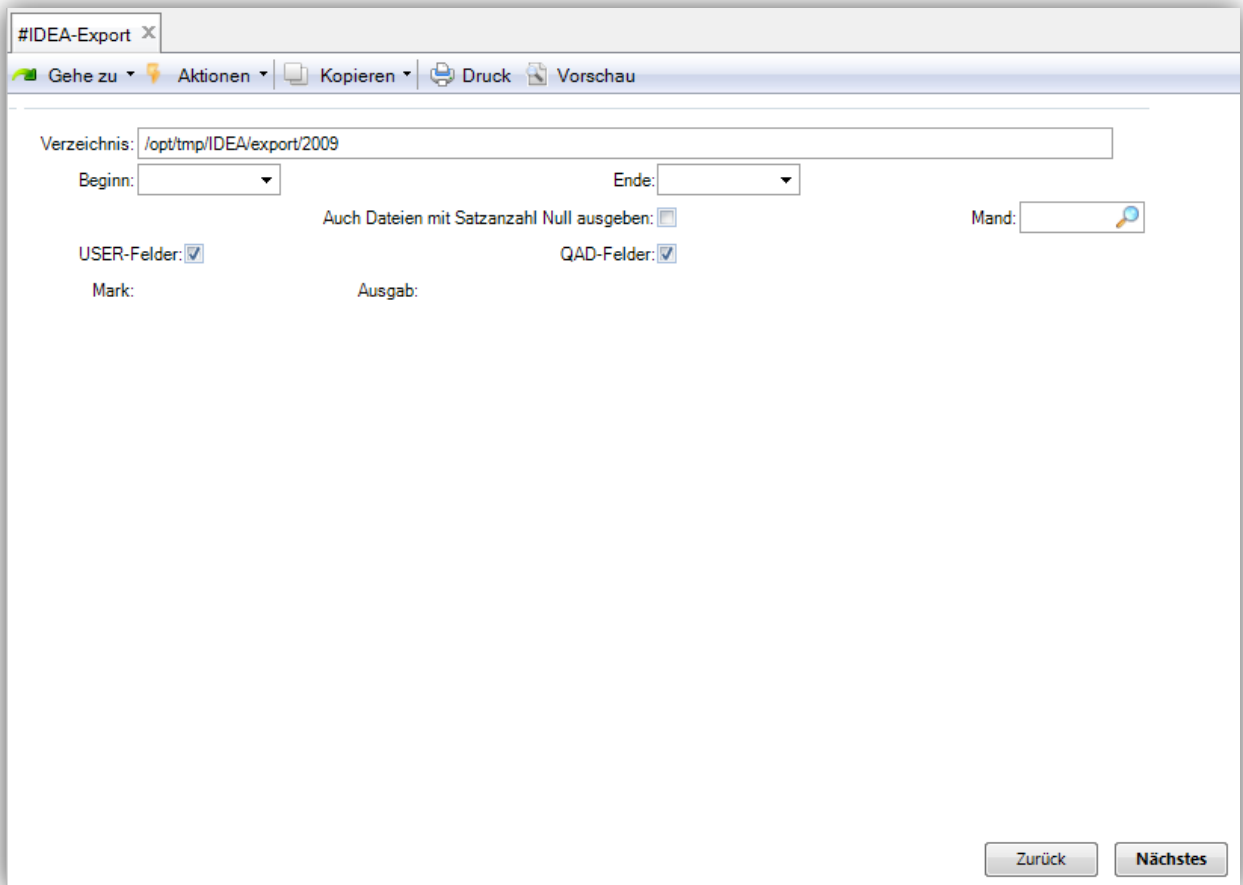 #IDEA-Export
Gehe zu Aktionen Kopieren Druck Vorschau
Verzeichnis: /opt/tmp/IDEA/export/2009
Beginn: Ende:
Auch Dateien mit Satzanzahl Null ausgeben: Mand:
USER-Felder: QAD-Felder:
Mark: Ausgab:
Zurück Nächstes